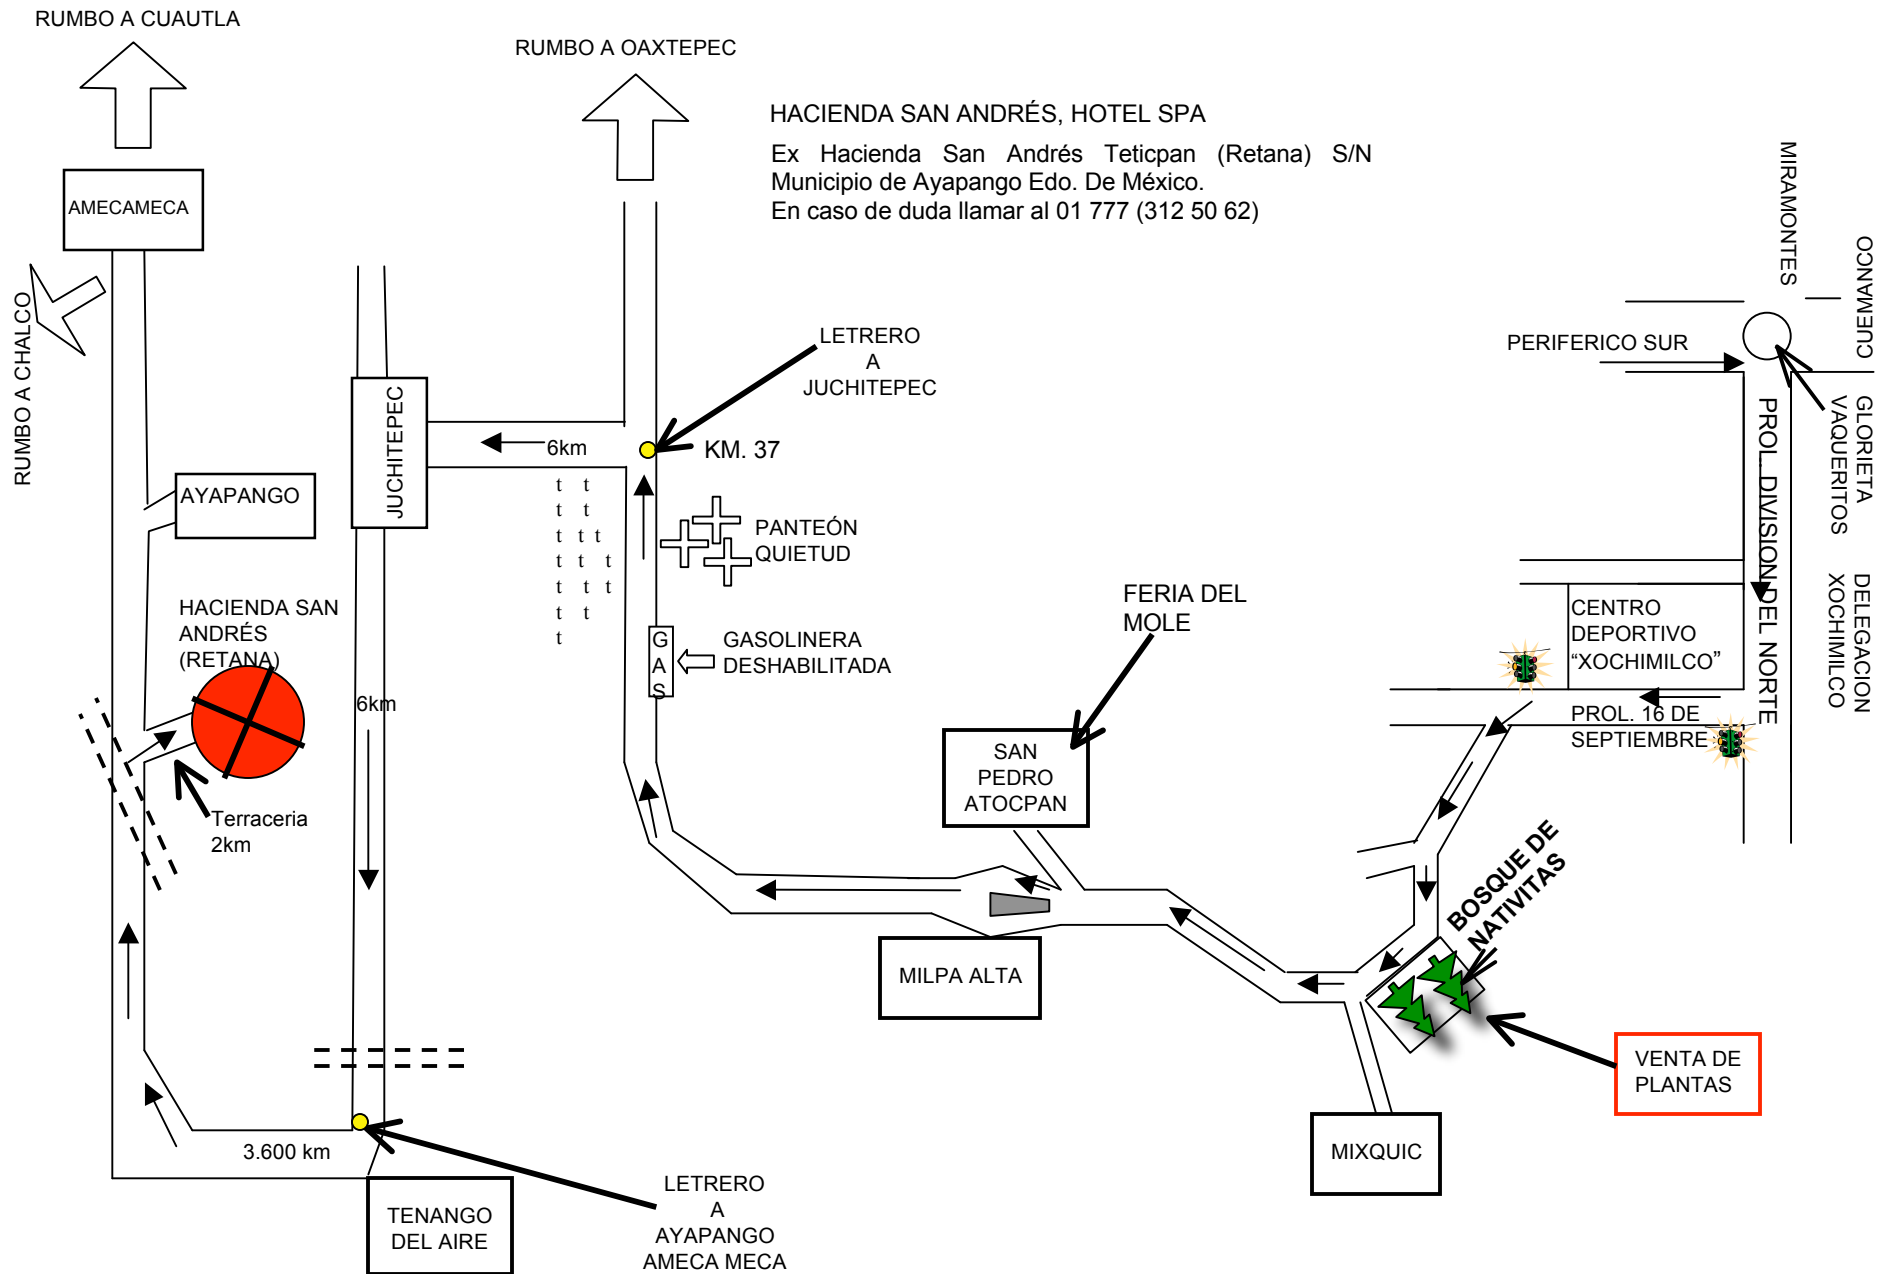 RUMBO A CUAUTLA
RUMBO A OAXTEPEC
HACIENDA SAN ANDRÉS, HOTEL SPA
Ex Hacienda San Andrés Teticpan (Retana) S/N
Municipio de Ayapango Edo. De México.
En caso de duda llamar al 01 777 (312 50 62)
AMECAMECA
RUMBO A CHALCO
MIRAMONTES
CUEMANCO
PERIFERICO SUR
GLORIETA
VAQUERITOS
LETRERO
A
JUCHITEPEC
JUCHITEPEC
6km
KM. 37
AYAPANGO
t t
t t
t t t
t t t
t t t
t t
t
PANTEÓN
QUIETUD
PROL. DIVISION DEL NORTE
DELEGACION
XOCHIMILCO
HACIENDA SAN
ANDRÉS
(RETANA)
GAS
GASOLINERA
DESHABILITADA
FERIA DEL
MOLE
CENTRO
DEPORTIVO
“XOCHIMILCO”
6km
PROL. 16 DE
SEPTIEMBRE
SAN
PEDRO
ATOCPAN
Terraceria
2km
BOSQUE DE
NATIVITAS
MILPA ALTA
VENTA DE
PLANTAS
3.600 km
MIXQUIC
TENANGO
DEL AIRE
LETRERO
A
AYAPANGO
AMECA MECA